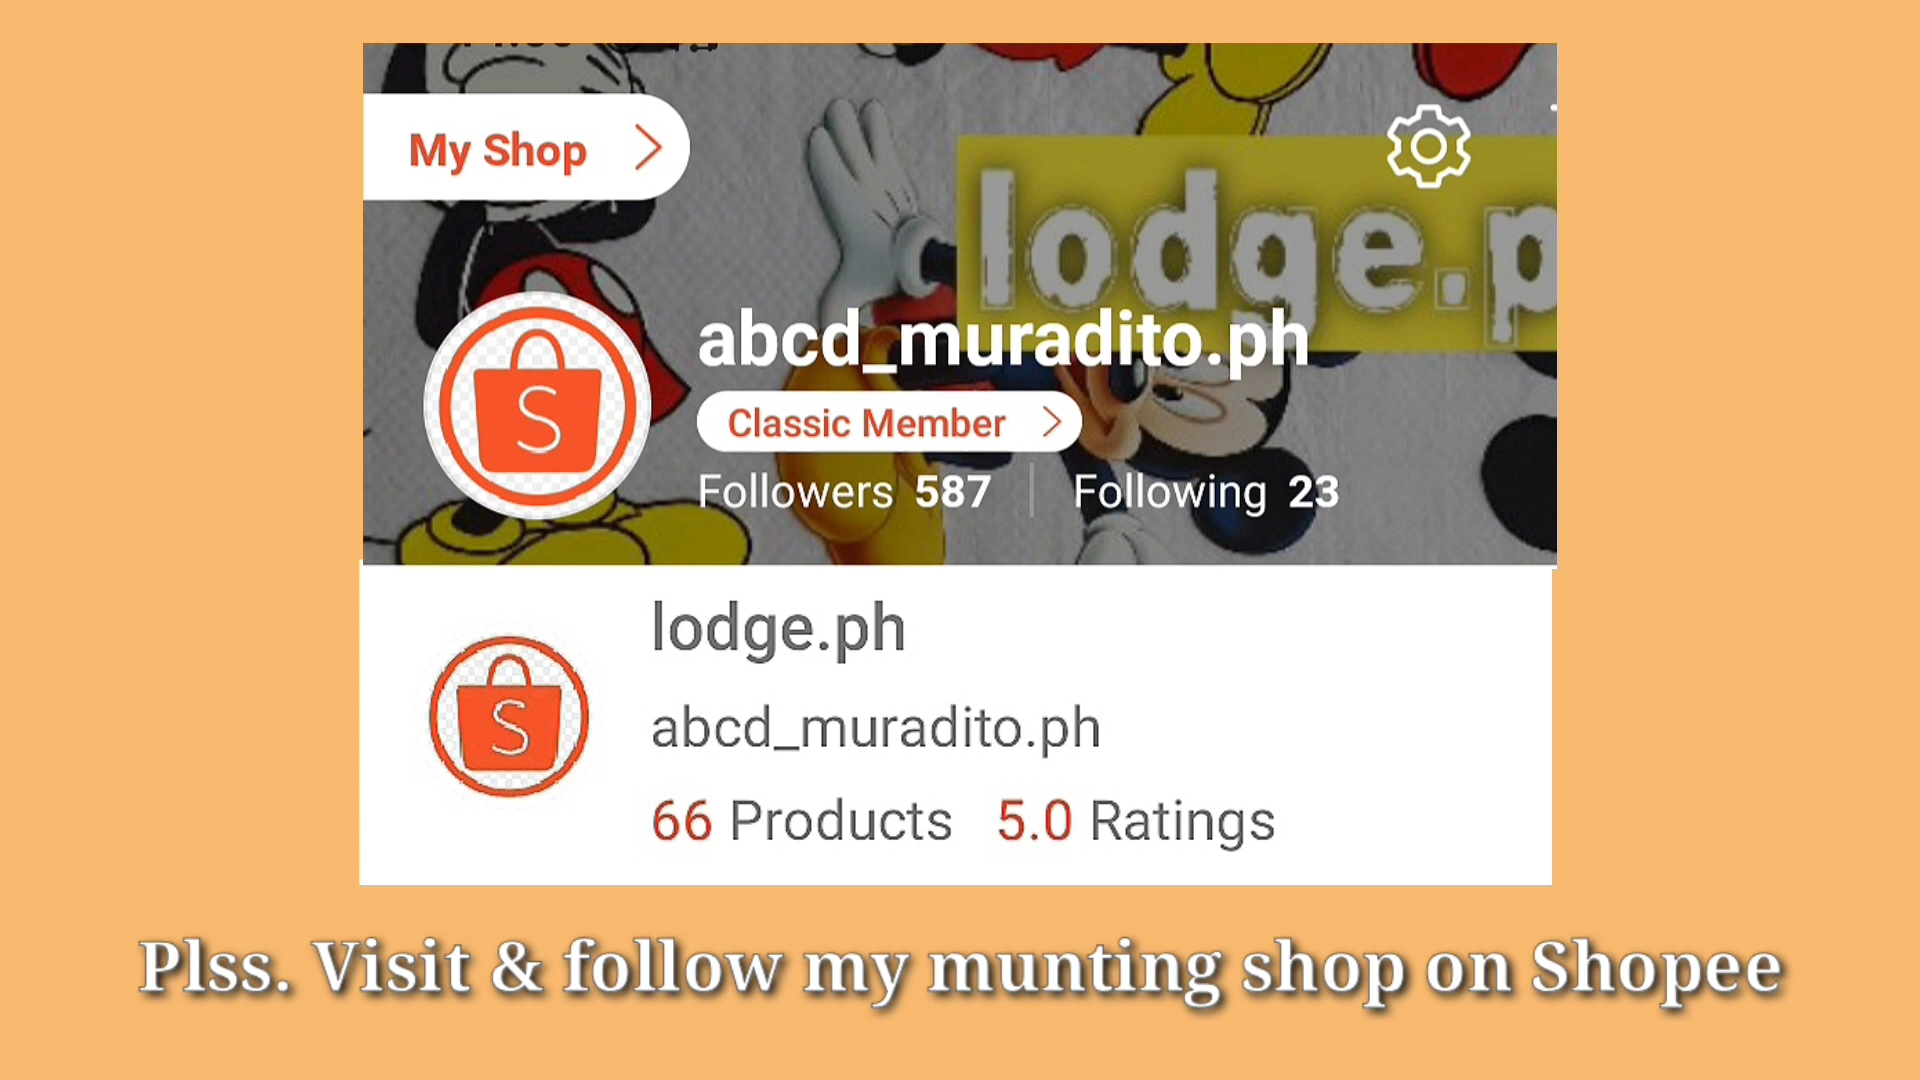 My Shop
lodge.p
abcd_muradito.ph
Classic Member
Followers 587 Following 23
S
lodge.ph
abcd_muradito.ph
S
66 Products 5.0 Ratings
Plss. Visit & follow my munting shop on Shopee